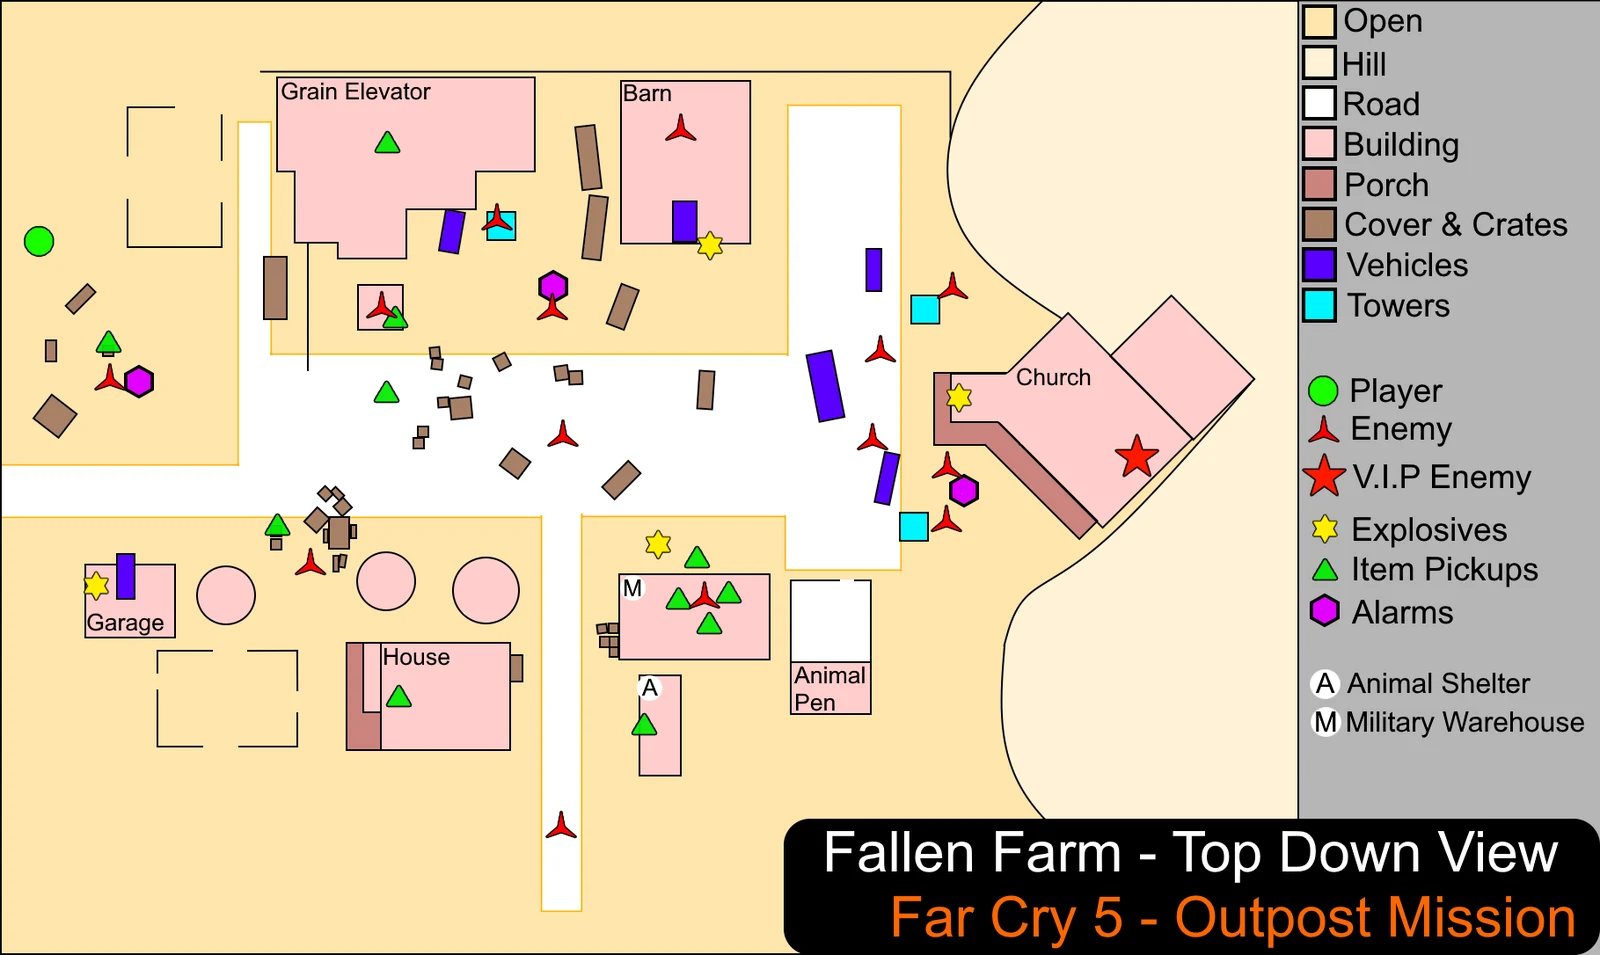 Grain Elevator
Barn
Church
Garage
House
M
A
Animal
Pen
Open
Hill
Road
Building
Porch
Cover & Crates
Vehicles
Towers
Player
Enemy
V.I.P Enemy
Explosives
Item Pickups
Alarms
A Animal Shelter
M Military Warehouse
Fallen Farm - Top Down View
Far Cry 5 - Outpost Mission